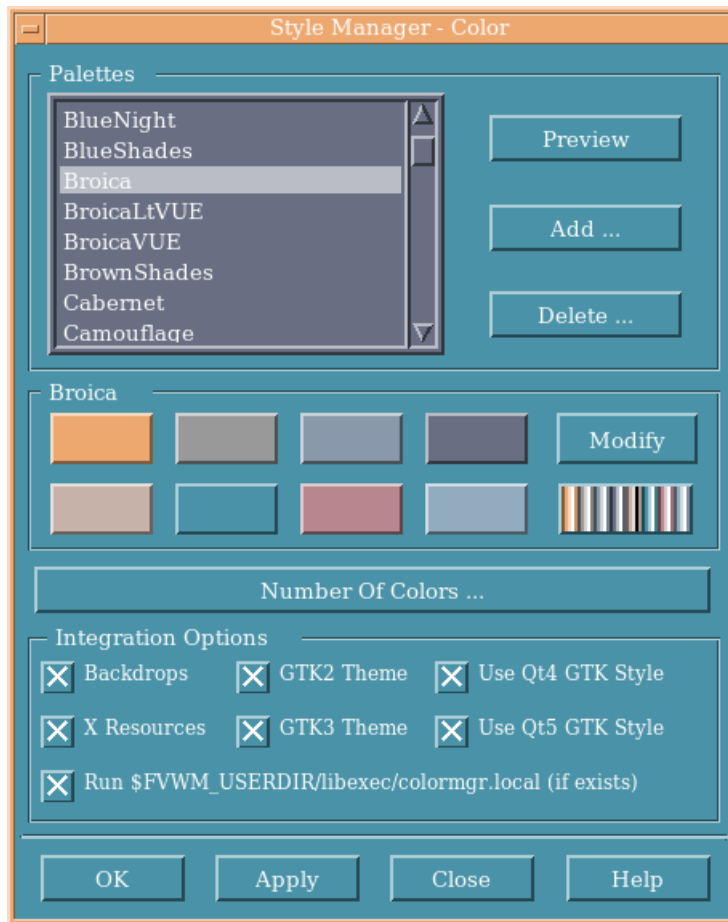 Style Manager - Color
Palettes
BlueNight
BlueShades
Broica
BroicaLtVUE
BroicaVUE
BrownShades
Cabernet
Camouflage
Preview
Add ...
Delete ...
Broica
Modify
Number Of Colors ...
Integration Options
Backdrops GTK2 Theme Use Qt4 GTK Style
X Resources GTK3 Theme Use Qt5 GTK Style
Run $FVWM_USERDIR/libexec/colormgr.local (if exists)
OK Apply Close Help